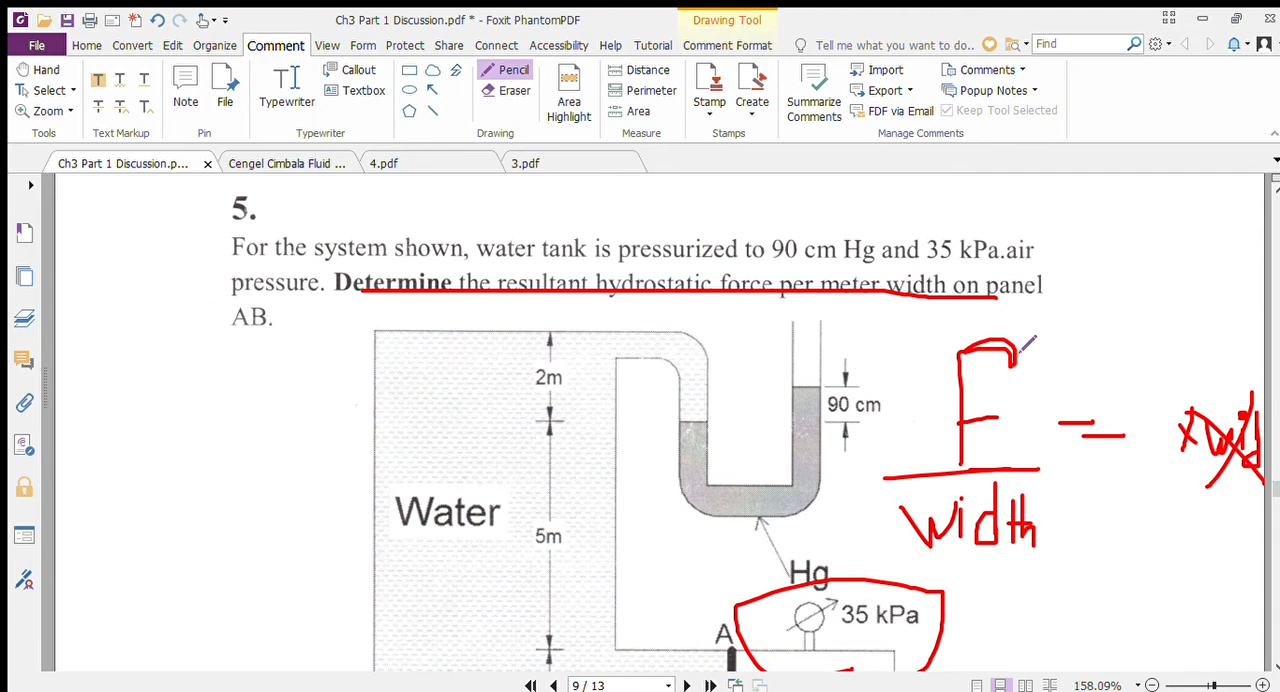 Ch3 Part 1 Discussion.pdf * - Foxit PhantomPDF
Drawing Tool
File Home Convert Edit Organize Comment View Form Protect Share Connect Accessibility Help Tutorial Comment Format Tell me what you want to do.. Find
Hand
Select
Zoom
Tools
T T T
T T T
Text Markup
Note
File
Pin
Typewriter
Callout
Textbox
Typewriter
Pencil
Eraser
Drawing
Area Highlight
Distance
Perimeter
Area
Measure
Stamp
Create
Stamps
Summarize Comments
Import
Export
FDF via Email
Comments
Popup Notes
Keep Tool Selected
Manage Comments
Ch3 Part 1 Discussion.p... Cengel Cimbala Fluid ... 4.pdf 3.pdf
5.
For the system shown, water tank is pressurized to 90 cm Hg and 35 kPa.air
pressure. Determine the resultant hydrostatic force per meter width on panel
AB.
2m
90 cm
F
width
=
Water
5m
Hg
35 kPa
A
9 / 13
158.09%